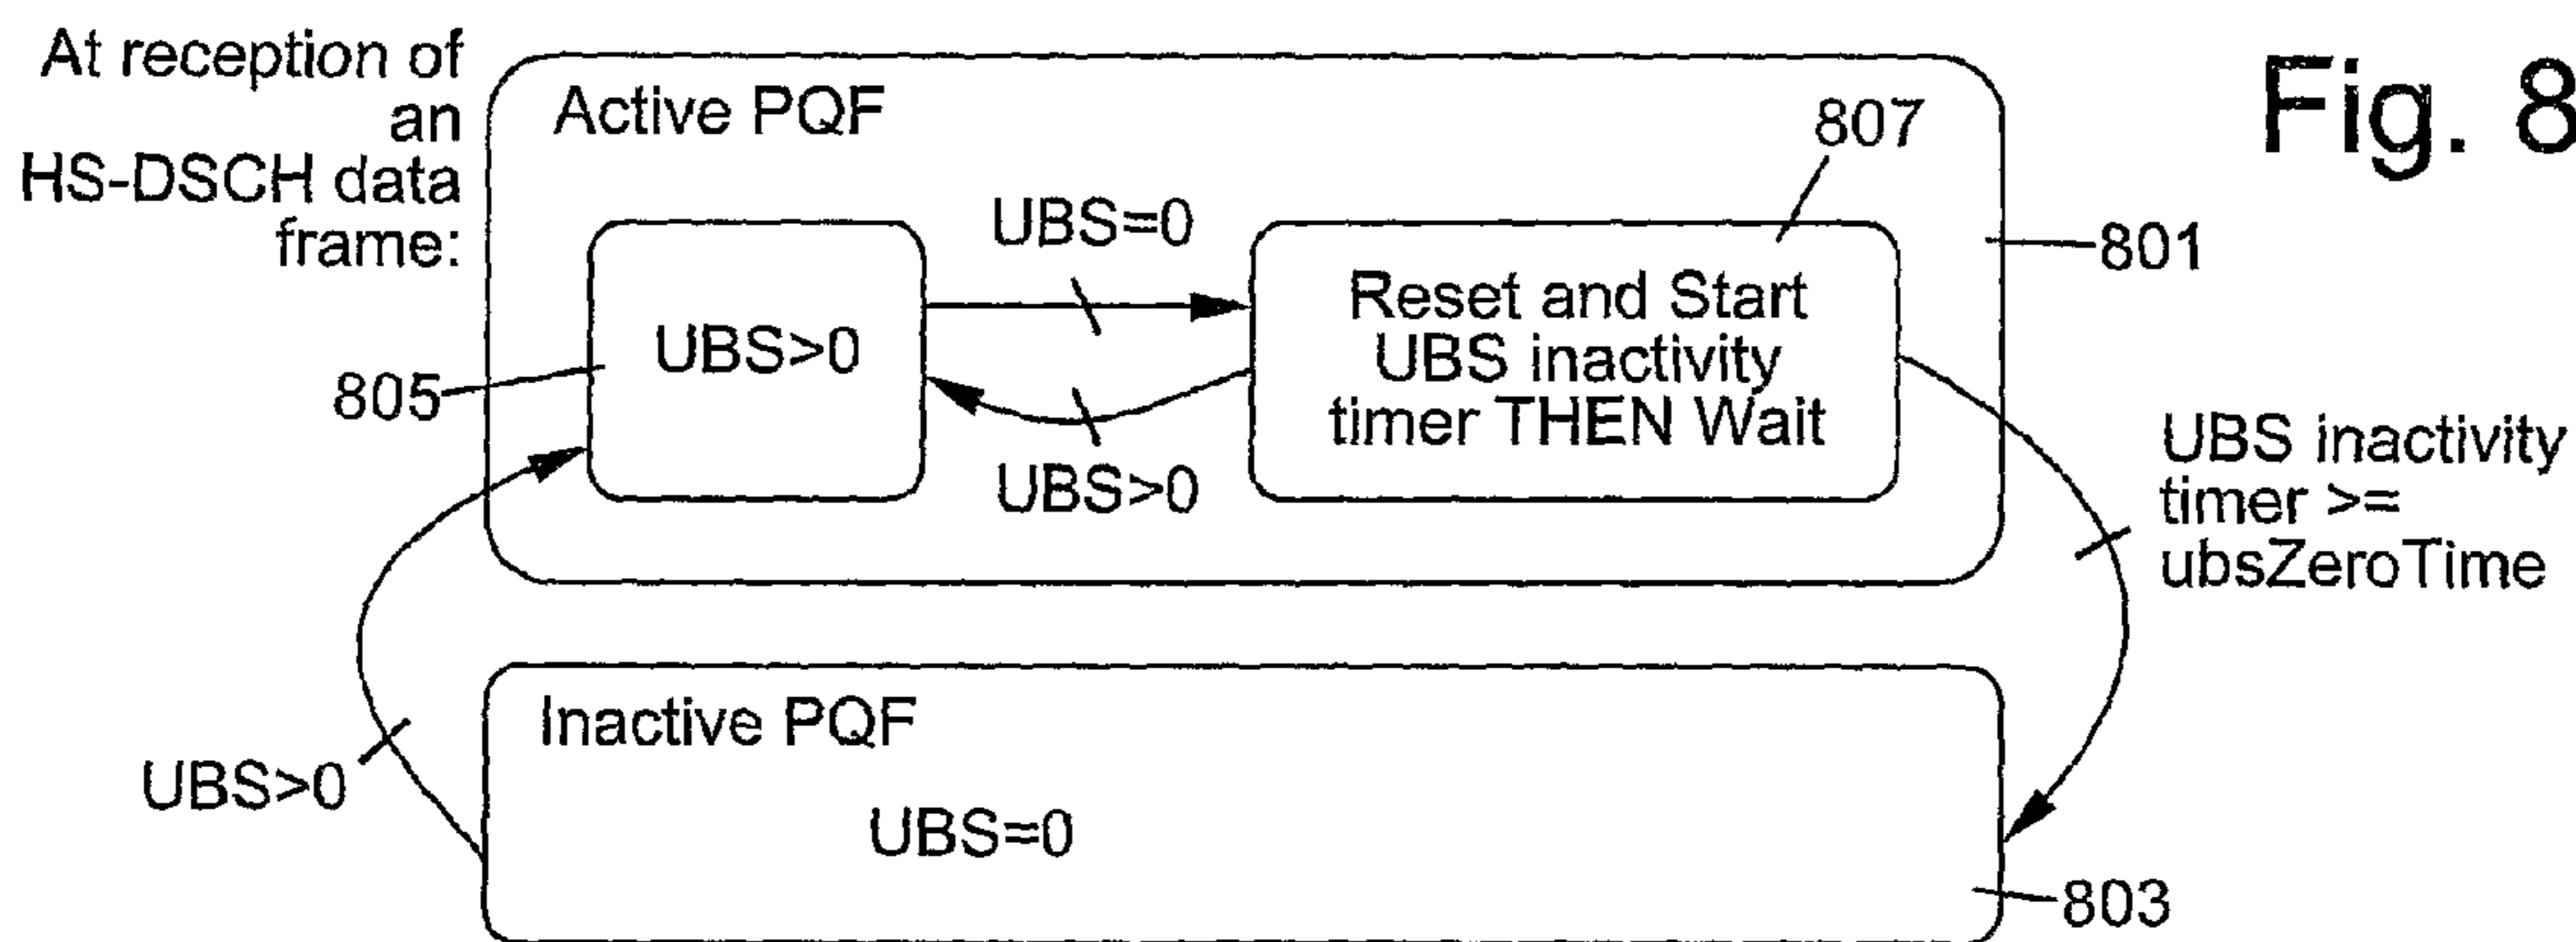 At reception of
an
HS-DSCH data
frame:
Fig. 8
Active PQF
807
801
UBS=0
UBS>0
Reset and Start
UBS inactivity
timer THEN Wait
805
UBS>0
UBS inactivity
timer >=
ubsZeroTime
Inactive PQF
UBS>0
UBS=0
803